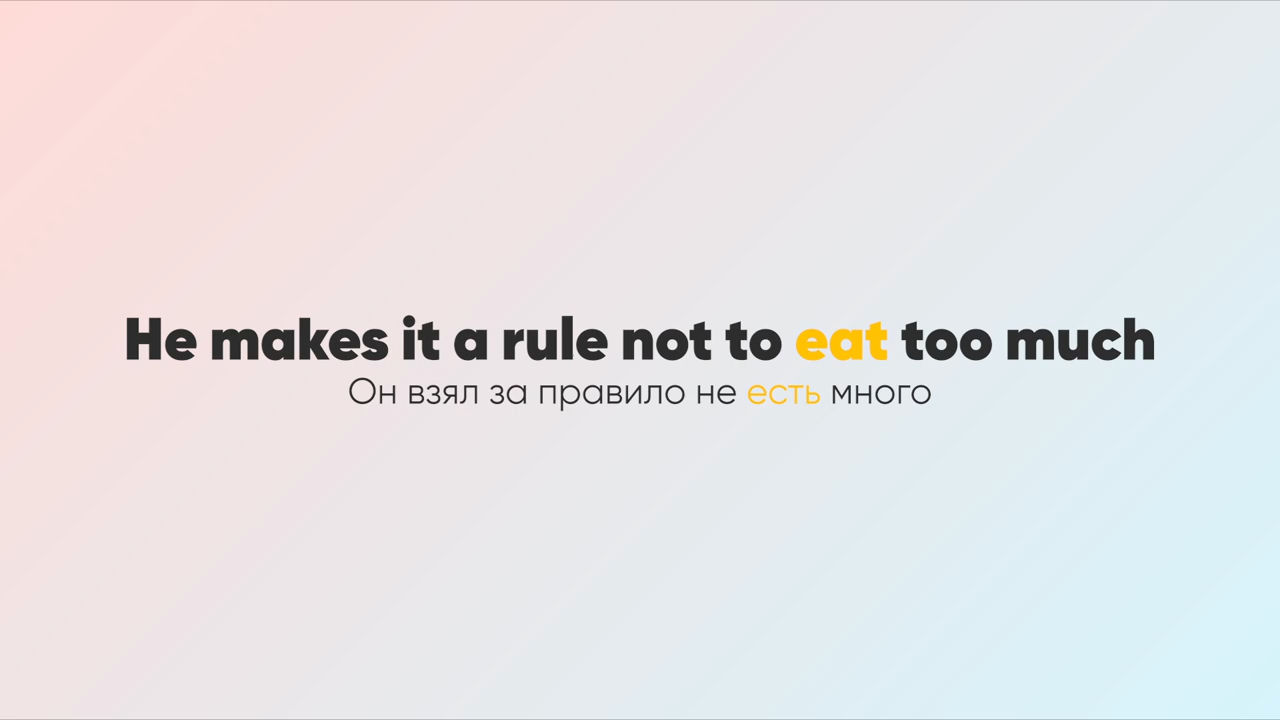 He makes it a rule not to eat too much
Он взял за правило не есть много